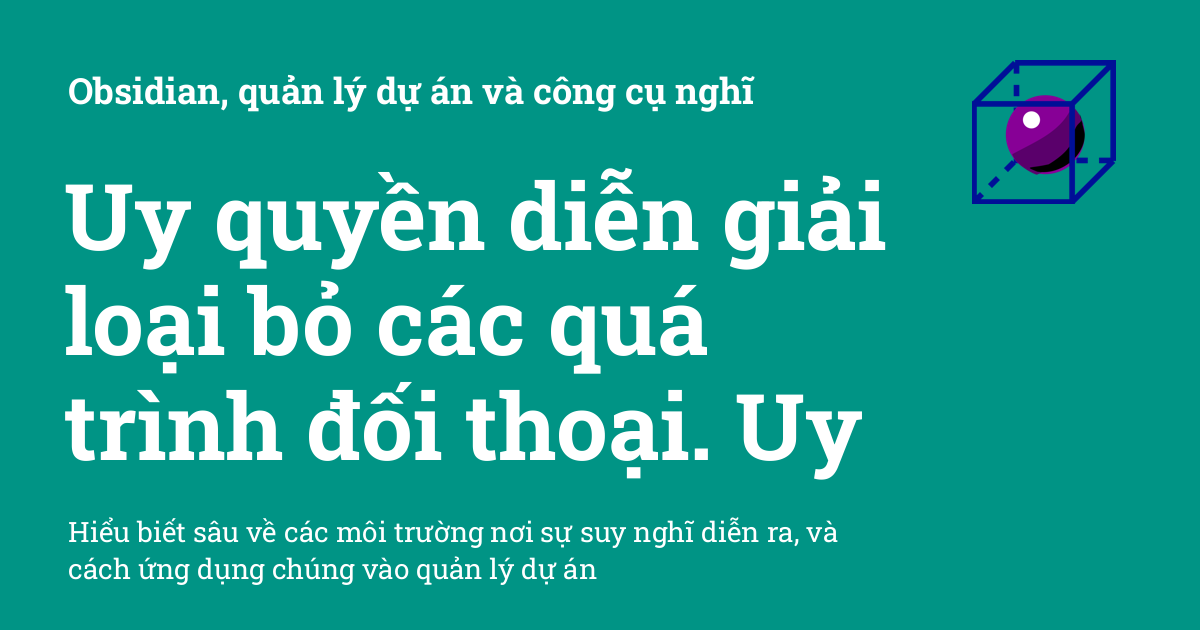 Obsidian, quản lý dự án và công cụ nghĩ
Uy quyền diễn giải
loại bỏ các quá
trình đối thoại. Uy
Hiểu biết sâu về các môi trường nơi sự suy nghĩ diễn ra, và
cách ứng dụng chúng vào quản lý dự án